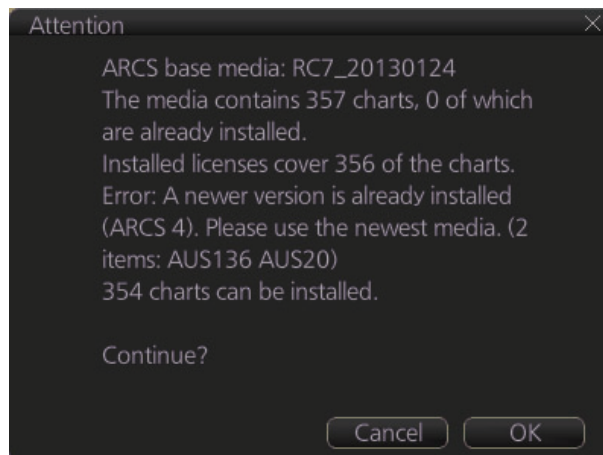 Attention
ARCS base media: RC7_20130124
The media contains 357 charts, 0 of which
are already installed.
Installed licenses cover 356 of the charts.
Error: A newer version is already installed
(ARCS 4). Please use the newest media. (2
items: AUS136 AUS20)
354 charts can be installed.
Continue?
Cancel OK